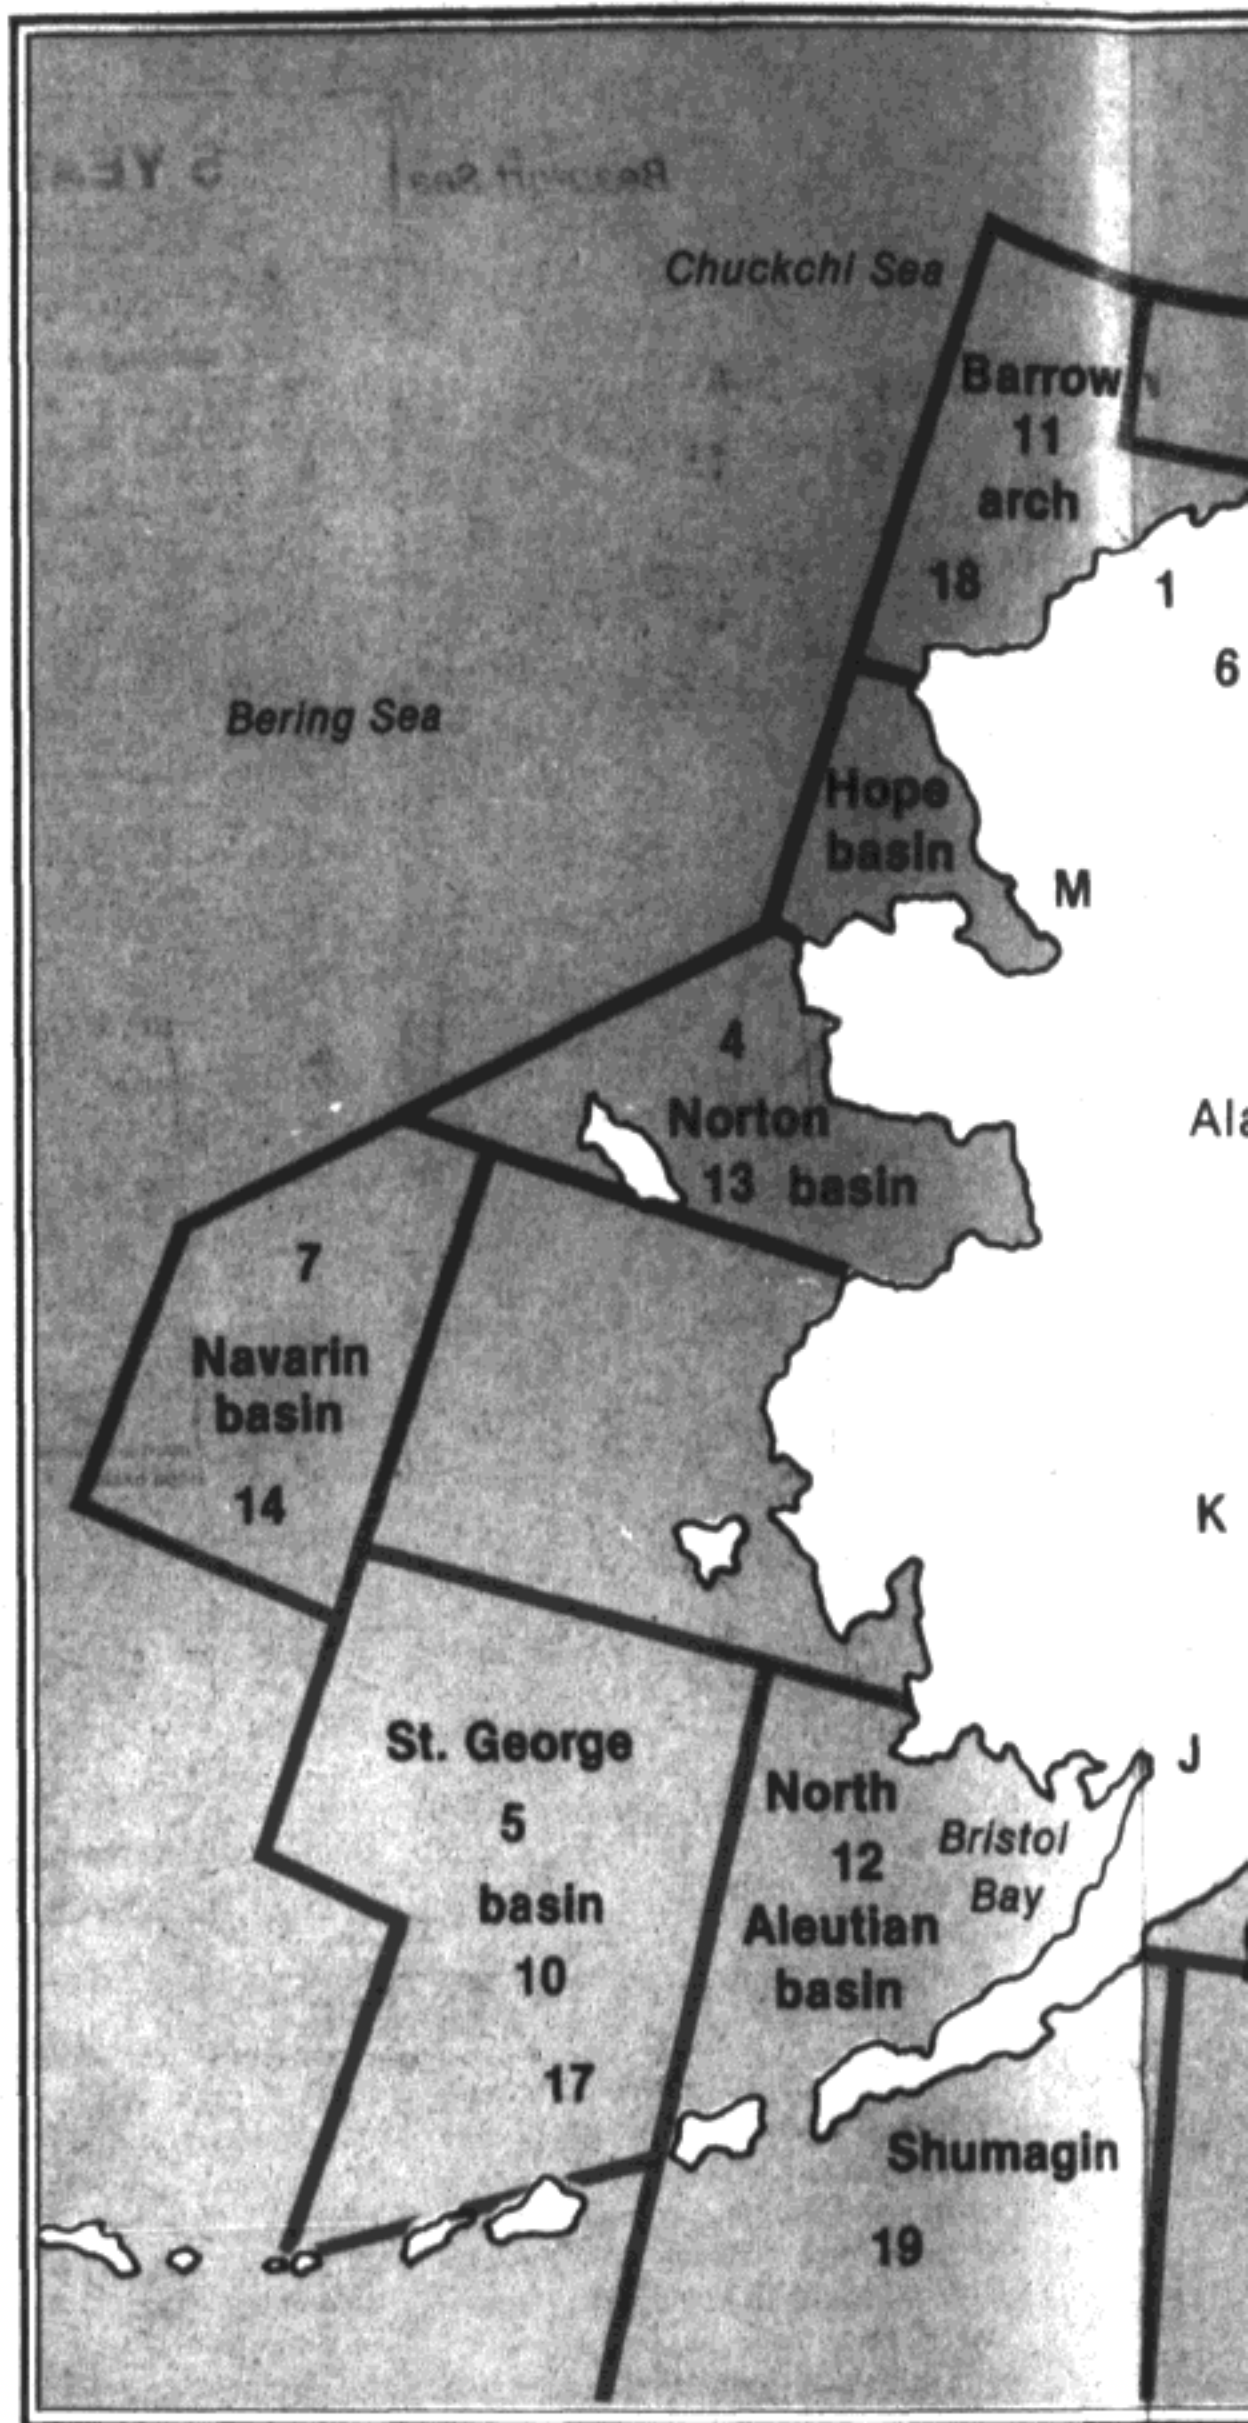 Chuckchi Sea
Barrow
11
arch
18
1
6
Bering Sea
Hope
basin
M
4
Norton
13 basin
Ala
7
Navarin
basin
14
K
St. George
5
basin
10
17
J
North
12
Aleutian
basin
Bristol
Bay
Shumagin
19